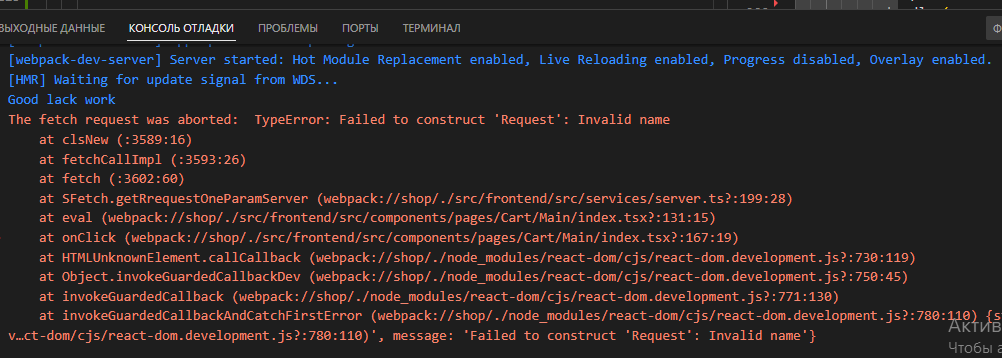 ВЫХОДНЫЕ ДАННЫЕ КОНСОЛЬ ОТЛАДКИ ПРОБЛЕМЫ ПОРТЫ ТЕРМИНАЛ
[webpack-dev-server] Server started: Hot Module Replacement enabled, Live Reloading enabled, Progress disabled, Overlay enabled.
[HMR] Waiting for update signal from WDS...
Good lack work
The fetch request was aborted:  TypeError: Failed to construct 'Request': Invalid name
at clsNew (:3589:16)
at fetchCallImpl (:3593:26)
at fetch (:3602:60)
at SFetch.getRrequestOneParamServer (webpack://shop/./src/frontend/src/services/server.ts?:199:28)
at eval (webpack://shop/./src/frontend/src/components/pages/Cart/Main/index.tsx?:131:15)
at onClick (webpack://shop/./src/frontend/src/components/pages/Cart/Main/index.tsx?:167:19)
at HTMLUnknownElement.callCallback (webpack://shop/./node_modules/react-dom/cjs/react-dom.development.js?:730:119)
at Object.invokeGuardedCallbackDev (webpack://shop/./node_modules/react-dom/cjs/react-dom.development.js?:750:45)
at invokeGuardedCallback (webpack://shop/./node_modules/react-dom/cjs/react-dom.development.js?:771:130)
at invokeGuardedCallbackAndCatchFirstError (webpack://shop/./node_modules/react-dom/cjs/react-dom.development.js?:780:110) {s
v…ct-dom/cjs/react-dom.development.js?:780:110)', message: 'Failed to construct 'Request': Invalid name'}
Актив
Чтобы а